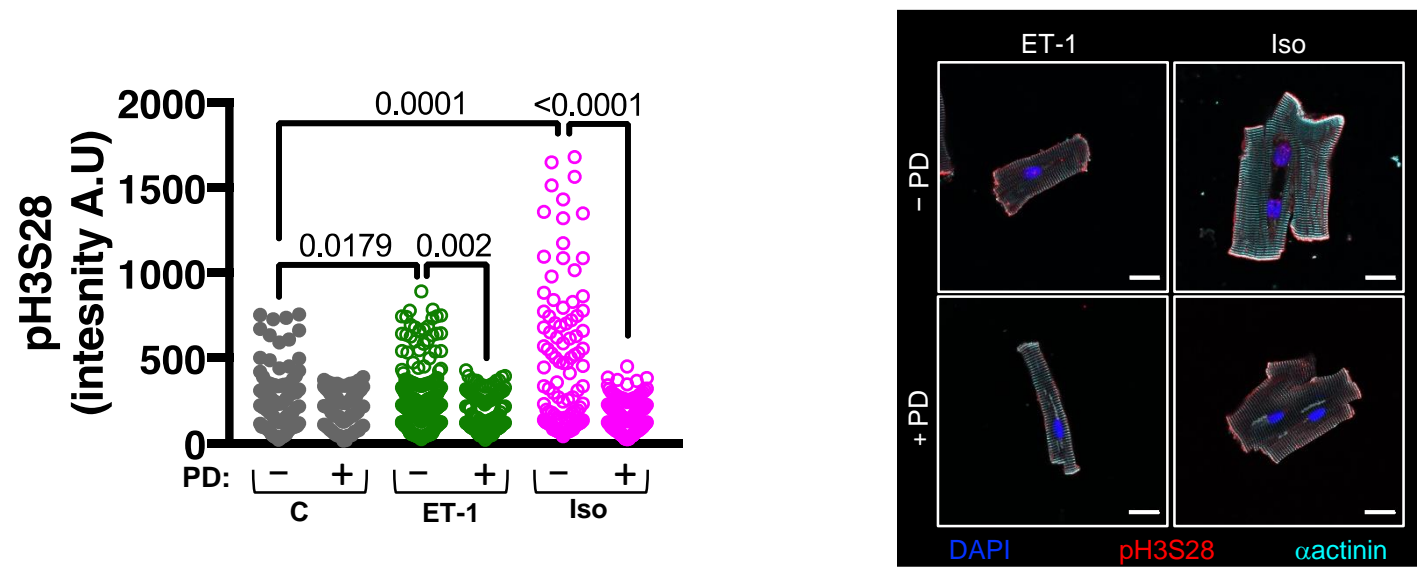 pH3S28
(intesnity A.U)
2000
1500
1000
500
0
0.0001 <0.0001
0.0179 0.002
PD: − + − + − +
C ET-1 Iso
ET-1 Iso
− PD
+ PD
DAPI pH3S28 αactinin